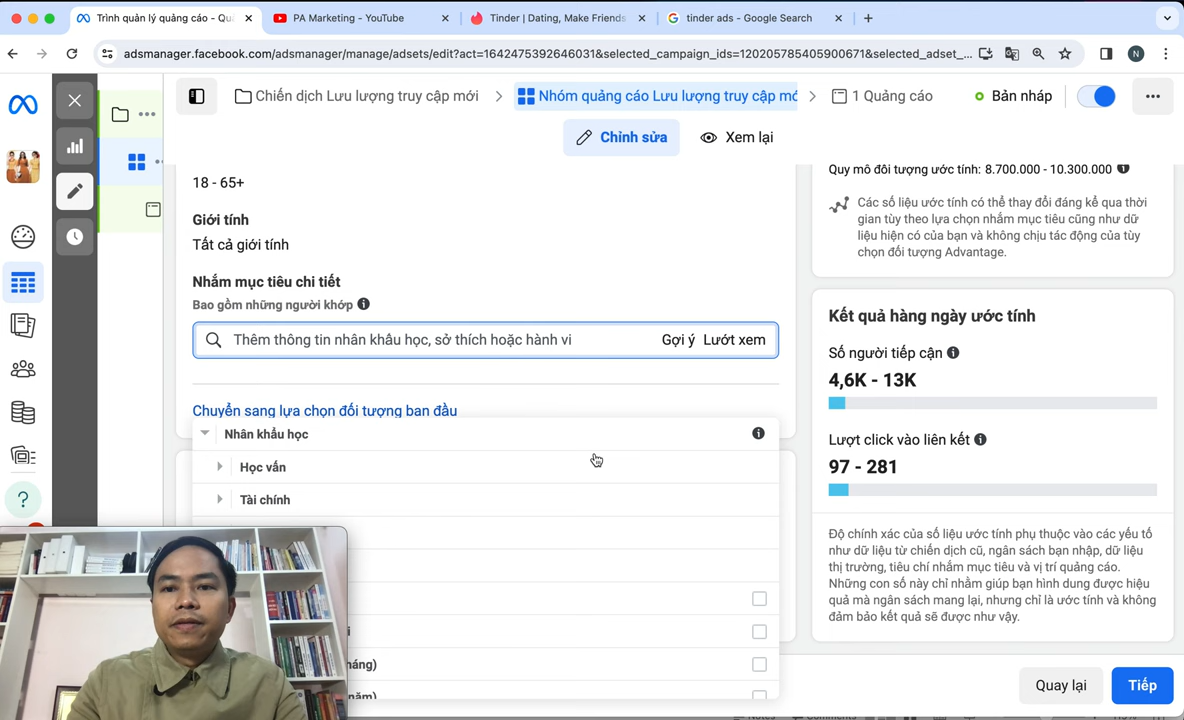 Trình quản lý quảng cáo - Quả
PA Marketing - YouTube
Tinder | Dating, Make Friends
tinder ads - Google Search
adsmanager.facebook.com/adsmanager/manage/adsets/edit?act=1642475392646031&selected_campaign_ids=120205785405900671&selected_adset_...
N
Chiến dịch Lưu lượng truy cập mới
Nhóm quảng cáo Lưu lượng truy cập mớ
1 Quảng cáo
Bản nháp
Chỉnh sửa
Xem lại
18 - 65+
Giới tính
Tất cả giới tính
Nhắm mục tiêu chi tiết
Bao gồm những người khớp
Thêm thông tin nhân khẩu học, sở thích hoặc hành vi
Gợi ý
Lướt xem
Chuyển sang lựa chọn đối tượng ban đầu
Nhân khẩu học
Học vấn
Tài chính
háng)
năm)
Quy mô đối tượng ước tính: 8.700.000 - 10.300.000
Các số liệu ước tính có thể thay đổi đáng kể qua thời
gian tùy theo lựa chọn nhắm mục tiêu cũng như dữ
liệu hiện có của bạn và không chịu tác động của tùy
chọn đối tượng Advantage.
Kết quả hàng ngày ước tính
Số người tiếp cận
4,6K - 13K
Lượt click vào liên kết
97 - 281
Độ chính xác của số liệu ước tính phụ thuộc vào các yếu tố
như dữ liệu từ chiến dịch cũ, ngân sách bạn nhập, dữ liệu
thị trường, tiêu chí nhắm mục tiêu và vị trí quảng cáo.
Những con số này chỉ nhằm giúp bạn hình dung được hiệu
quả mà ngân sách mang lại, nhưng chỉ là ước tính và không
đảm bảo kết quả sẽ được như vậy.
Quay lại
Tiếp